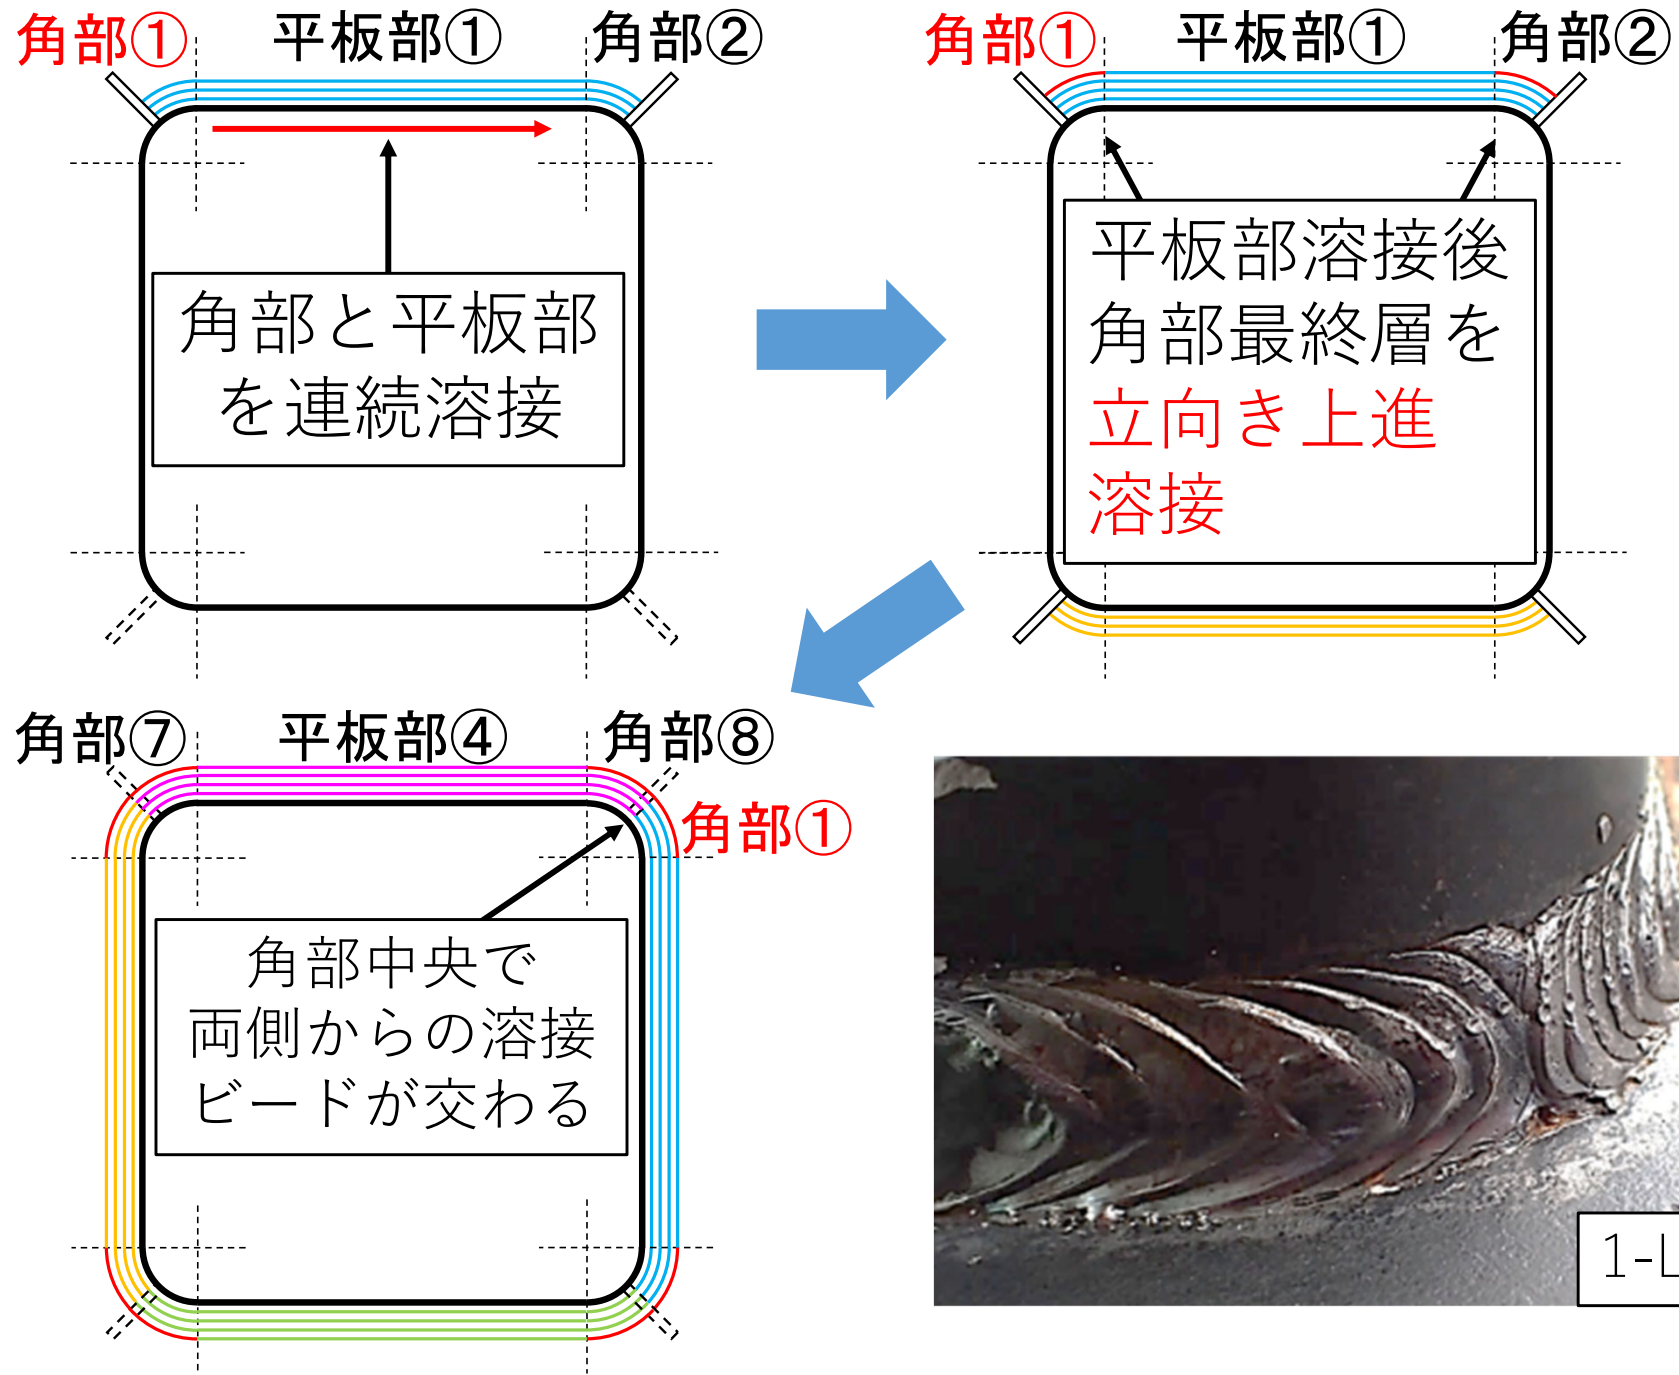 角部① 平板部① 角部②
角部と平板部
を連続溶接
角部① 平板部① 角部②
平板部溶接後
角部最終層を
立向き上進
溶接
角部⑦ 平板部④ 角部⑧
角部①
角部中央で
両側からの溶接
ビードが交わる
1-L